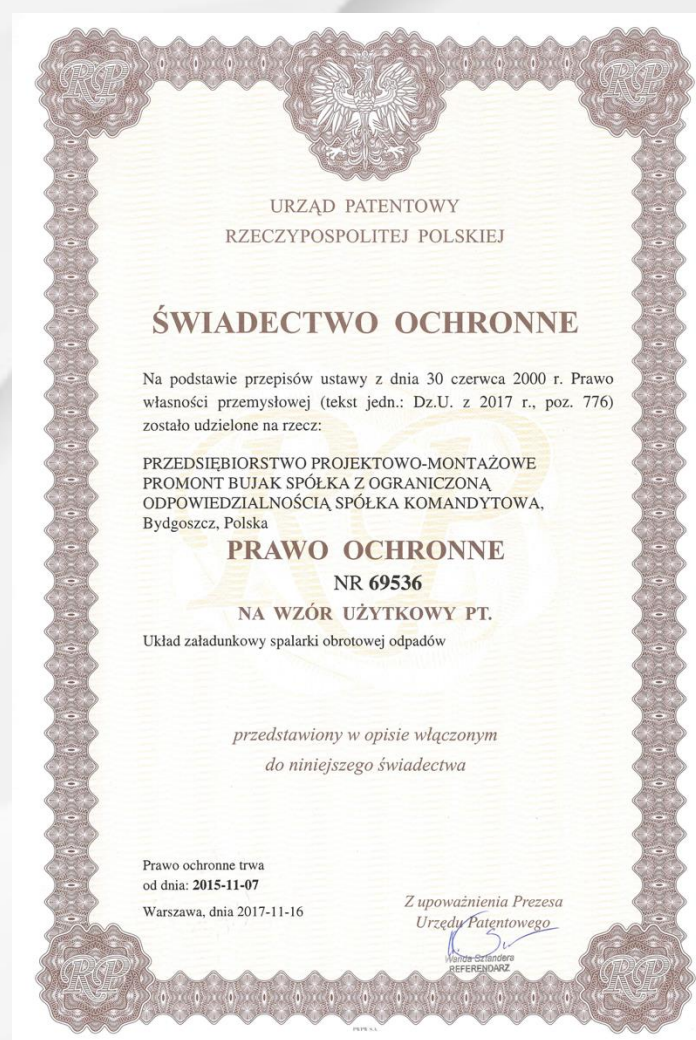 URZĄD PATENTOWY
RZECZYPOSPOLITEJ POLSKIEJ
ŚWIADECTWO OCHRONNE
Na podstawie przepisów ustawy z dnia 30 czerwca 2000 r. Prawo
własności przemysłowej (tekst jedn.: Dz.U. z 2017 r., poz. 776)
zostało udzielone na rzecz:
PRZEDSIĘBIORSTWO PROJEKTOWO-MONTAŻOWE
PROMONT BUJAK SPÓŁKA Z OGRANICZONĄ
ODPOWIEDZIALNOŚCIĄ SPÓŁKA KOMANDYTOWA,
Bydgoszcz, Polska
PRAWO OCHRONNE
NR 69536
NA WZÓR UŻYTKOWY PT.
Układ załadunkowy spalarki obrotowej odpadów
przedstawiony w opisie włączonym
do niniejszego świadectwa
Prawo ochronne trwa
od dnia: 2015-11-07
Warszawa, dnia 2017-11-16
Z upoważnienia Prezesa
Urzędu Patentowego
Wanda Szlandera
REFERENDARZ